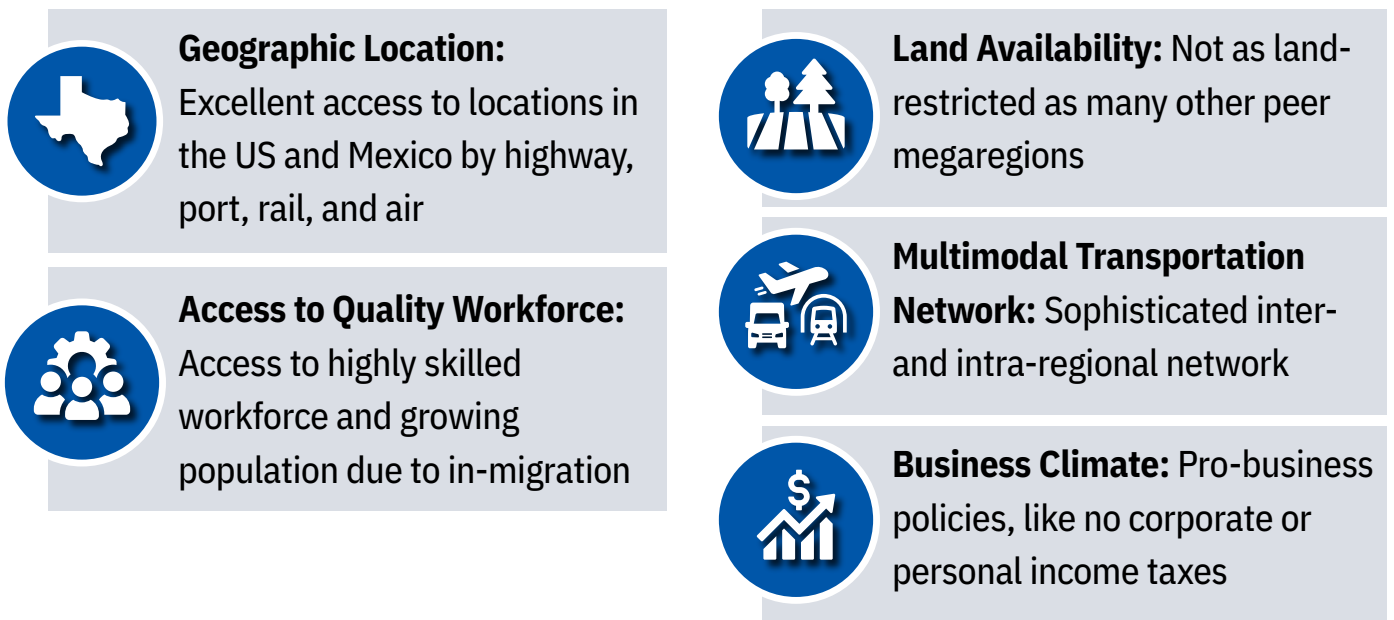 Geographic Location:
Excellent access to locations in
the US and Mexico by highway,
port, rail, and air
Access to Quality Workforce:
Access to highly skilled
workforce and growing
population due to in-migration
Land Availability: Not as land-
restricted as many other peer
megaregions
Multimodal Transportation
Network: Sophisticated inter-
and intra-regional network
Business Climate: Pro-business
policies, like no corporate or
personal income taxes
$